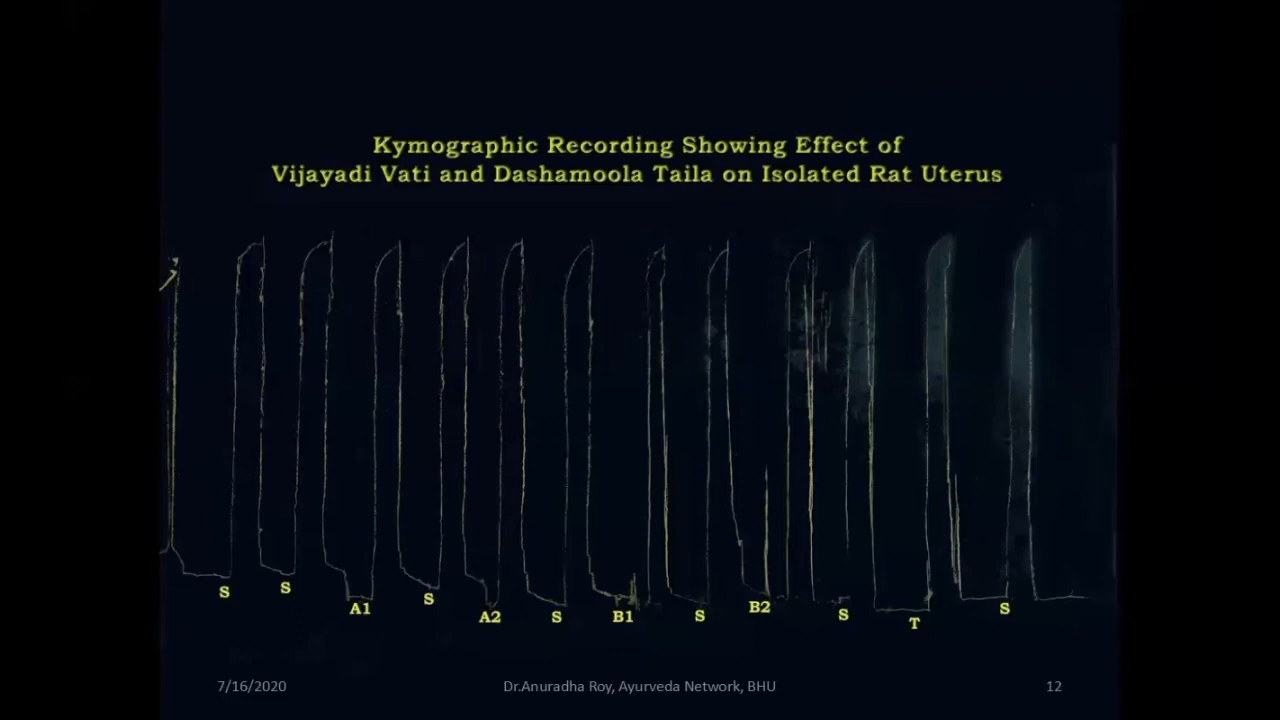 Kymographic Recording Showing Effect of
Vijayadi Vati and Dashamoola Taila on Isolated Rat Uterus
S
S
A1
S
A2
S
B1
S
B2
S
T
S
7/16/2020
Dr.Anuradha Roy, Ayurveda Network, BHU
12